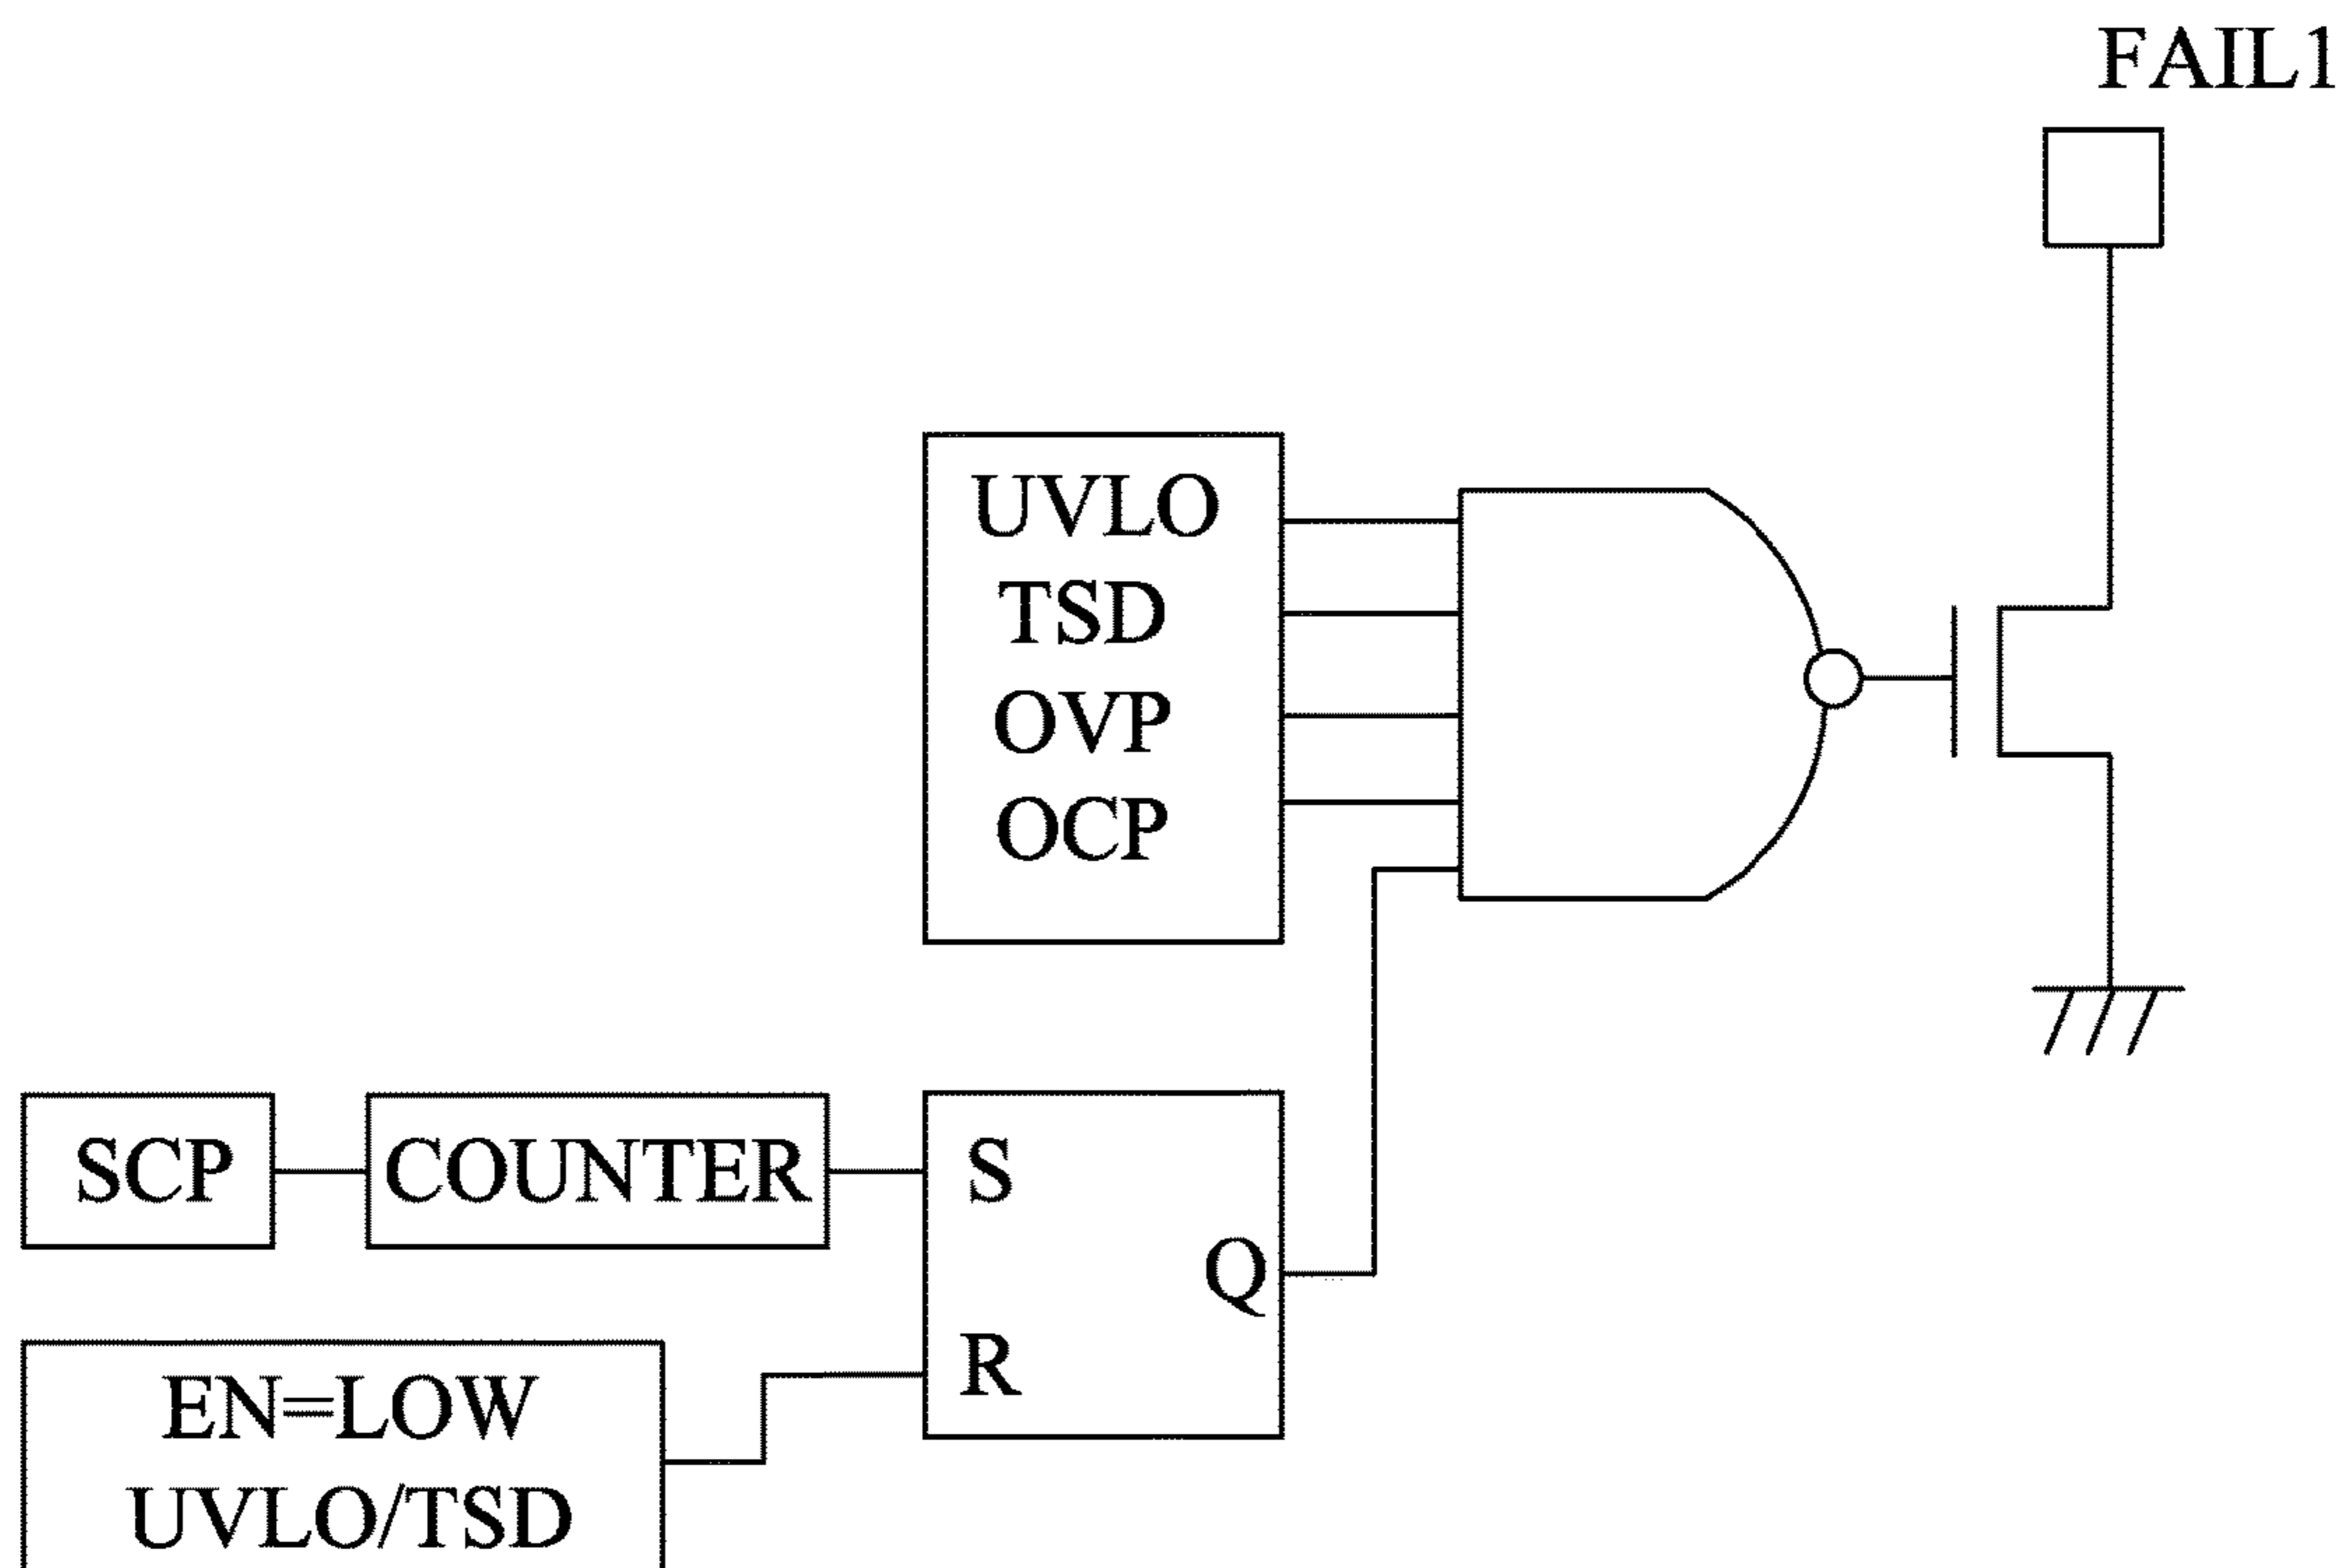 FAIL1
UVLO
TSD
OVP
OCP
SCP
COUNTER
S
Q
R
EN=LOW
UVLO/TSD